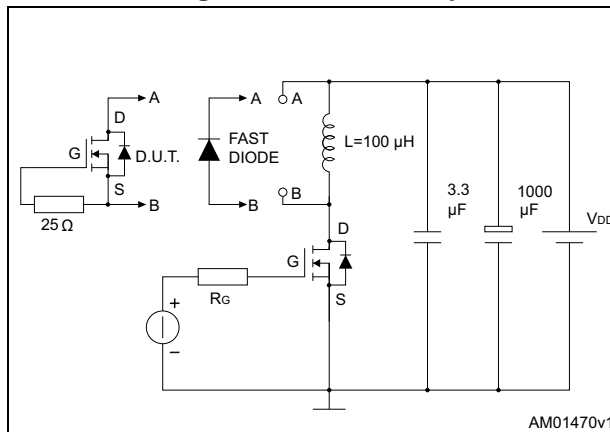 A
A
A
D
FAST
DIODE
L=100 µH
G
D.U.T.
S
B
B
B
25 Ω
3.3
µF
1000
µF
VDD
D
G
RG
S
+
–
AM01470v1